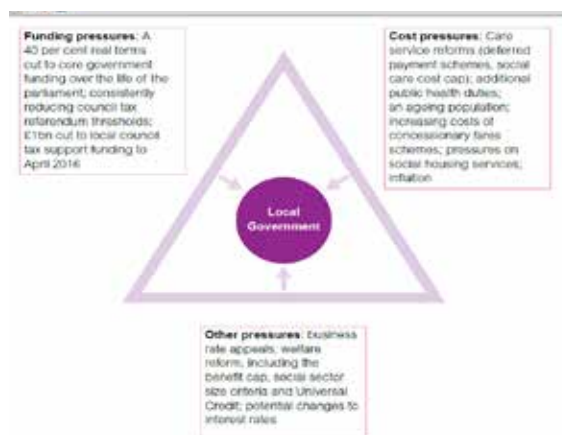 Funding pressures: A
40 per cent real terms
cut to core government
funding over the life of the
parliament; consistently
reducing council tax
referendum thresholds;
£1bn cut to local council
tax support funding to
April 2016
Cost pressures: Care
service reforms (deferred
payment schemes, social
care cost cap); additional
public health duties;
an ageing population;
increasing costs of
concessionary fares
schemes; pressures on
social housing services;
inflation
Local
Government
Other pressures: business
rate appeals; welfare
reform, including the
benefit cap, social sector
size criteria and Universal
Credit; potential changes to
interest rates